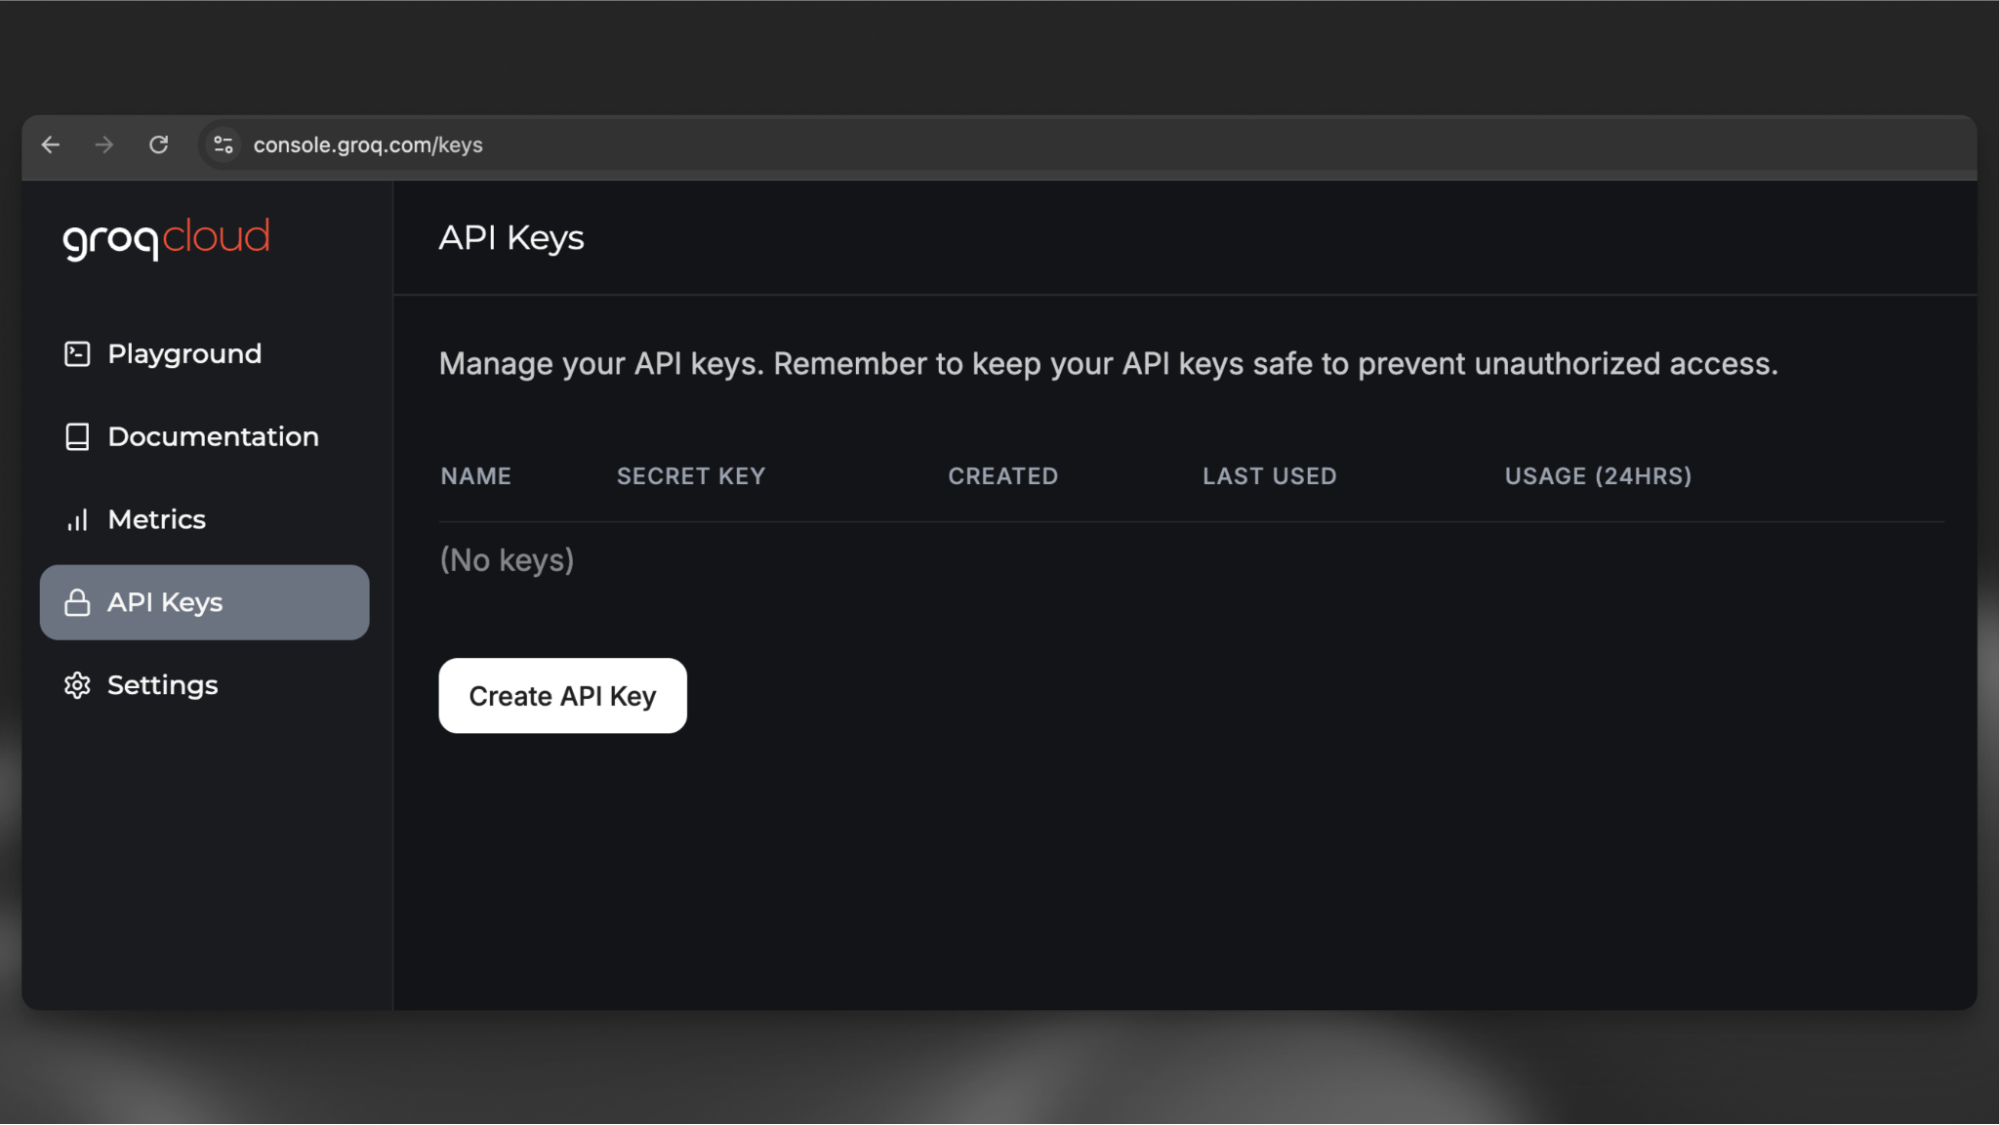 console.groq.com/keys
groqcloud
Playground
Documentation
Metrics
API Keys
Settings
API Keys
Manage your API keys. Remember to keep your API keys safe to prevent unauthorized access.
NAME SECRET KEY CREATED LAST USED USAGE (24HRS)
(No keys)
Create API Key